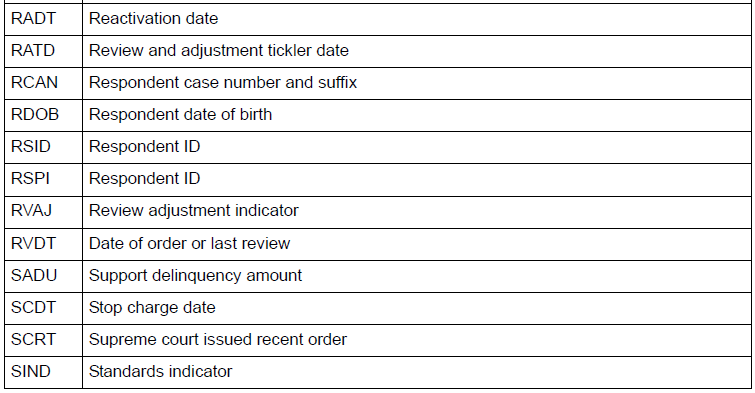 RADT Reactivation date
RATD Review and adjustment tickler date
RCAN Respondent case number and suffix
RDOB Respondent date of birth
RSID Respondent ID
RSPI Respondent ID
RVAJ Review adjustment indicator
RVDT Date of order or last review
SADU Support delinquency amount
SCDT Stop charge date
SCRT Supreme court issued recent order
SIND Standards indicator